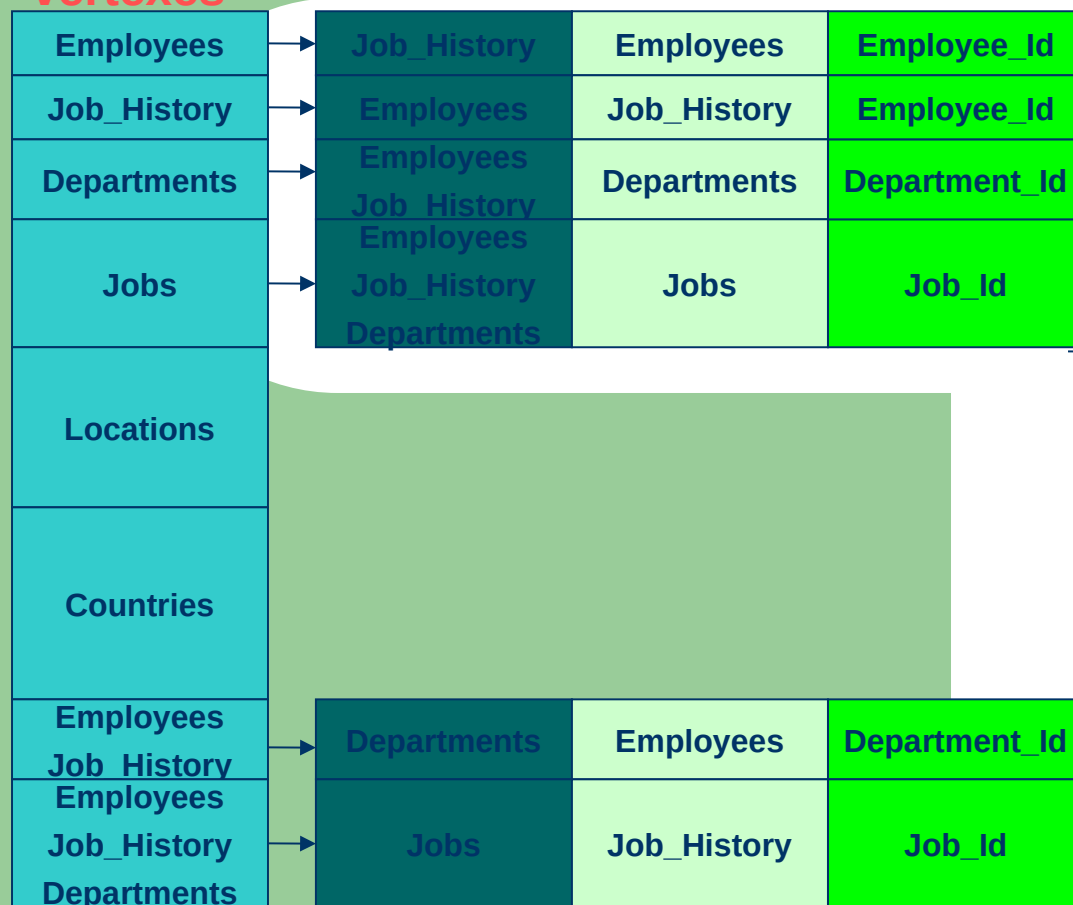 Vertexes
Employees Job_History Employees Employee_Id
Job_History Employees Job_History Employee_Id
Departments Employees Departments Department_Id
Job_History
Jobs Employees Jobs Job_Id
Job_History
Departments
Locations
Countries
Employees Departments Employees Department_Id
Job_History
Employees Jobs Job_History Job_Id
Job_History
Departments